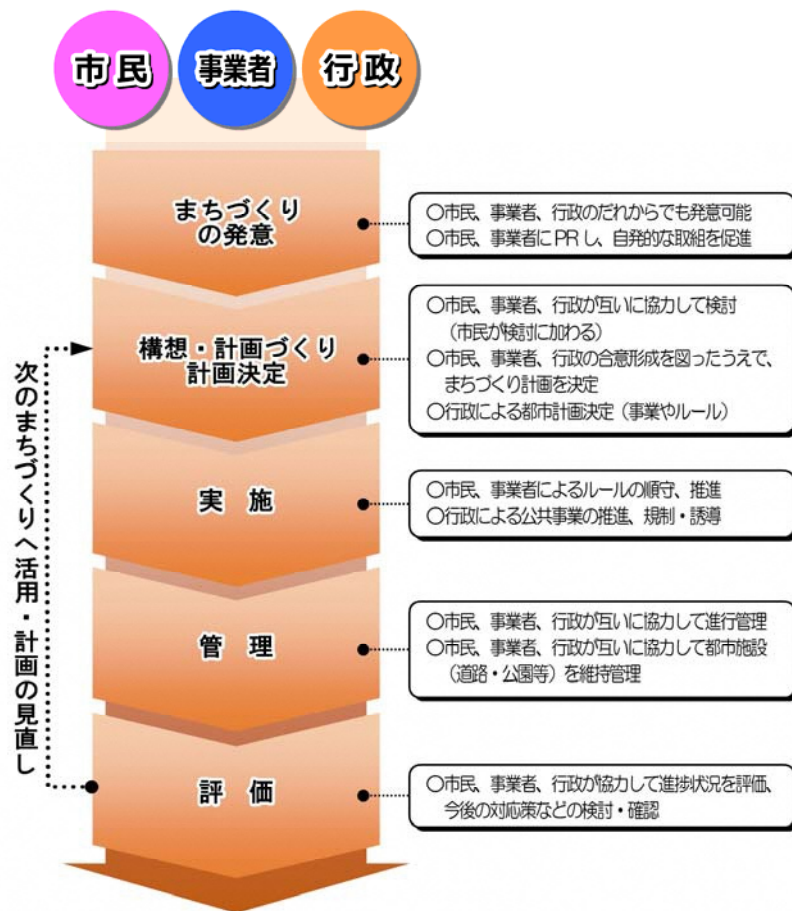 市民
事業者
行政
まちづくり
の発意
○市民、事業者、行政のだれからでも発意可能
○市民、事業者にPRし、自発的な取組を促進
構想・計画づくり
計画決定
○市民、事業者、行政が互いに協力して検討
（市民が検討に加わる）
○市民、事業者、行政の合意形成を図ったうえで、
まちづくり計画を決定
○行政による都市計画決定（事業やルール）
実施
○市民、事業者によるルールの順守、推進
○行政による公共事業の推進、規制・誘導
管理
○市民、事業者、行政が互いに協力して進行管理
○市民、事業者、行政が互いに協力して都市施設
（道路・公園等）を維持管理
評価
○市民、事業者、行政が協力して進捗状況を評価、
今後の対応策などの検討・確認
次のまちづくりへ活用・計画の見直し